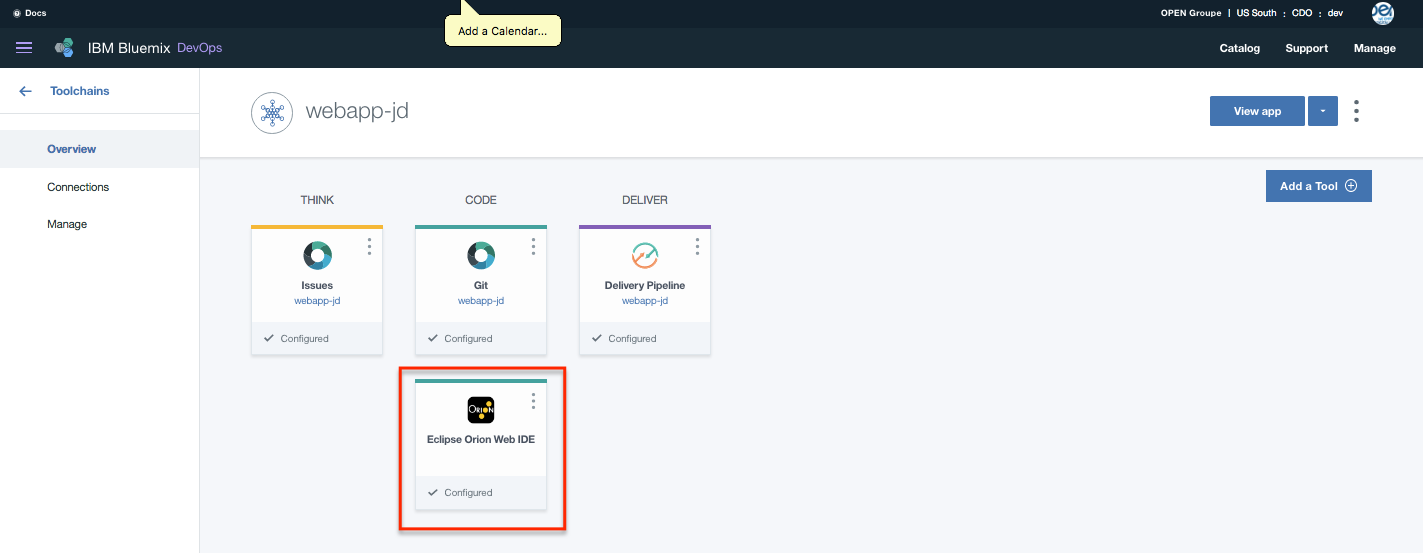 Docs
Add a Calendar...
OPEN Groupe | US South : CDO : dev
IBM Bluemix DevOps
Catalog Support Manage
Toolchains
webapp-jd
View app
Overview
Connections
Manage
Add a Tool
THINK CODE DELIVER
Issues
webapp-jd
Configured
Git
webapp-jd
Configured
Delivery Pipeline
webapp-jd
Configured
ORION
Eclipse Orion Web IDE
Configured